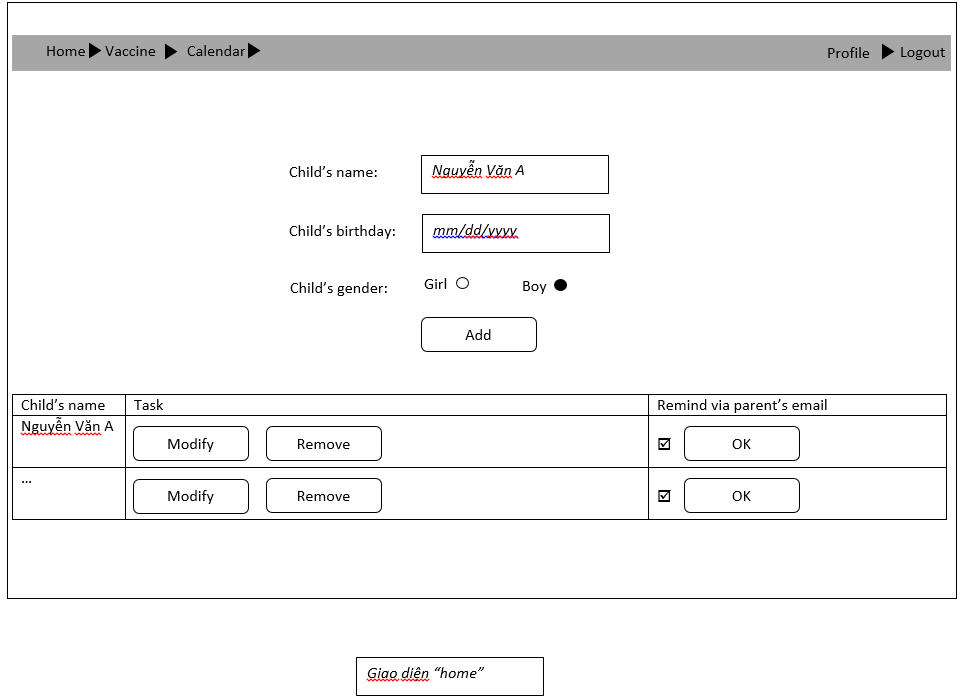 Home Vaccine Calendar Profile Logout
Child’s name: Nguyễn Văn A
Child’s birthday: mm/dd/yyyy
Child’s gender: Girl Boy
Add
Child’s name Task Remind via parent’s email
Nguyễn Văn A Modify Remove OK
... Modify Remove OK
Giao diện “home”